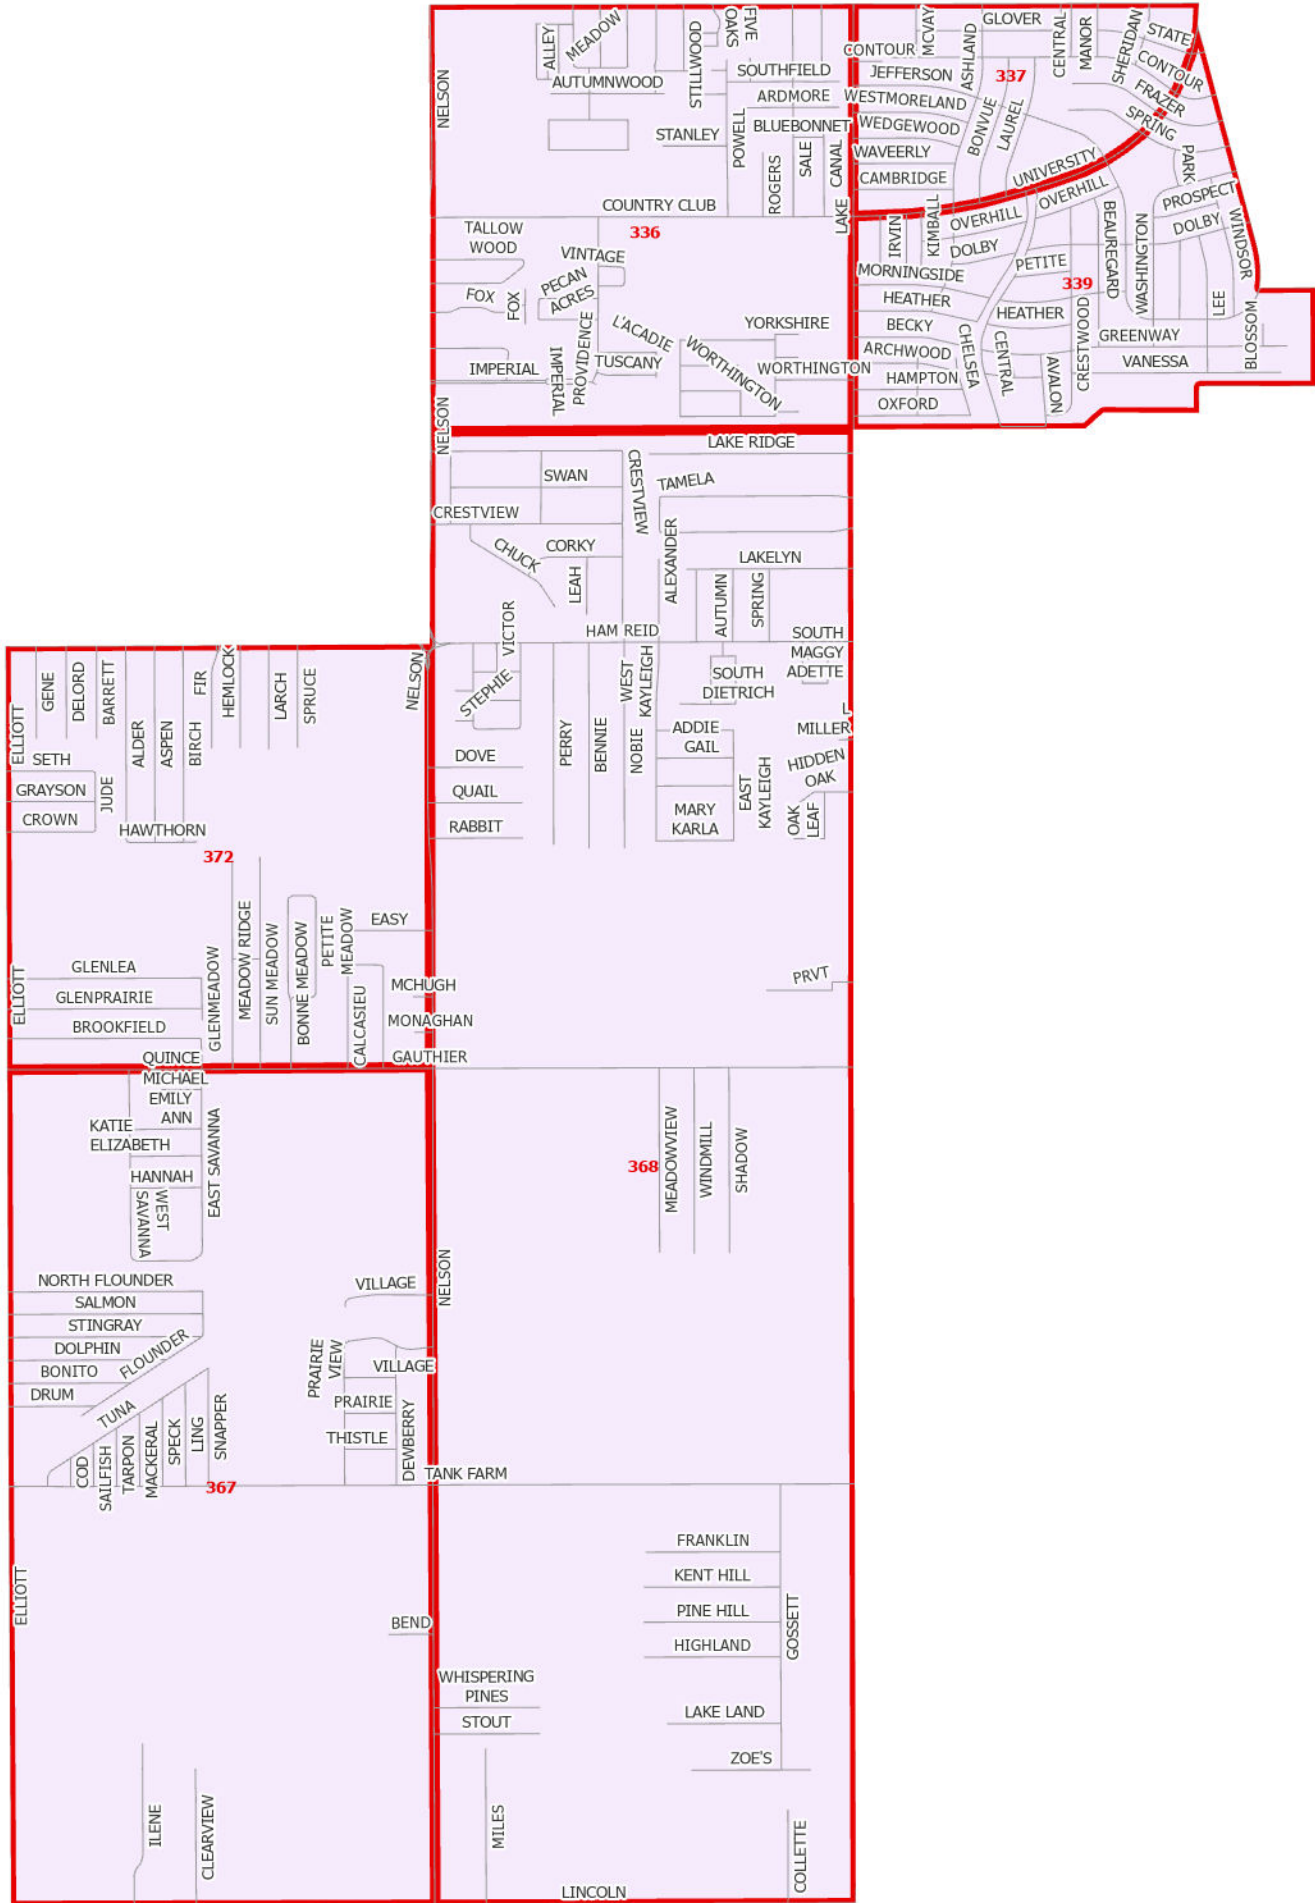 NELSON
ALLEY
MEADOW
STILLWOOD
FIVE
OAKS
AUTUMNWOOD
SOUTHFIELD
ARDMORE
STANLEY
POWELL
BLUEBONNET
ROGERS
SALE
CANAL
COUNTRY CLUB
LAKE
336
TALLOW
WOOD
VINTAGE
FOX
FOX
PECAN
ACRES
PROVIDENCE
L'ACADIE
TUSCANY
IMPERIAL
IMPERIAL
WORTHINGTON
YORKSHIRE
WORTHINGTON
NELSON
CONTOUR
MCVAY
GLOVER
ASHLAND
CENTRAL
MANOR
SHERIDAN
STATE
CONTOUR
FRAZER
SPRING
JEFFERSON
337
WESTMORELAND
WEDGEWOOD
BONVUE
LAUREL
WAVEERLY
CAMBRIDGE
UNIVERSITY
PARK
PROSPECT
OVERHILL
OVERHILL
IRVIN
KIMBALL
DOLBY
DOLBY
BEAUREGARD
WASHINGTON
WINDSOR
MORNINGSIDE
PETITE
339
HEATHER
HEATHER
CRESTWOOD
LEE
BLOSSOM
BECKY
CHELSEA
CENTRAL
GREENWAY
ARCHWOOD
AVALON
VANESSA
HAMPTON
OXFORD
LAKE RIDGE
SWAN
CRESTVIEW
TAMELA
CRESTVIEW
CHUCK
CORKY
LEAH
ALEXANDER
LAKELYN
AUTUMN
SPRING
VICTOR
HAM REID
SOUTH
MAGGY
ADETTE
STEPHIE
WEST
KAYLEIGH
SOUTH
DIETRICH
L
MILLER
ADDIE
GAIL
PERRY
BENNIE
NOBIE
DOVE
QUAIL
RABBIT
EAST
KAYLEIGH
HIDDEN
OAK
MARY
KARLA
OAK
LEAF
PRVT
NELSON
ELLIOTT
GENE
DELORD
BARRETT
ALDER
ASPEN
BIRCH
FIR
HEMLOCK
LARCH
SPRUCE
SETH
GRAYSON
JUDE
CROWN
HAWTHORN
372
MEADOW RIDGE
SUN MEADOW
BONNE MEADOW
PETITE
MEADOW
EASY
ELLIOTT
GLENLEA
GLENPRAIRIE
GLENMEADOW
BROOKFIELD
CALCASIEU
MCHUGH
MONAGHAN
QUINCE
GAUTHIER
MICHAEL
EMILY
ANN
KATIE
ELIZABETH
HANNAH
WEST
SAVANNA
EAST SAVANNA
368
MEADOWVIEW
WINDMILL
SHADOW
NELSON
NORTH FLOUNDER
SALMON
STINGRAY
DOLPHIN
BONITO
FLOUNDER
DRUM
TUNA
COD
SAILFISH
TARPON
MACKERAL
SPECK
LING
SNAPPER
VILLAGE
PRAIRIE
VIEW
VILLAGE
PRAIRIE
THISTLE
DEWBERRY
TANK FARM
367
ELLIOTT
FRANKLIN
KENT HILL
PINE HILL
HIGHLAND
GOSSETT
BEND
WHISPERING
PINES
STOUT
LAKE LAND
ZOE'S
ILENE
CLEARVIEW
MILES
COLLETTE
LINCOLN